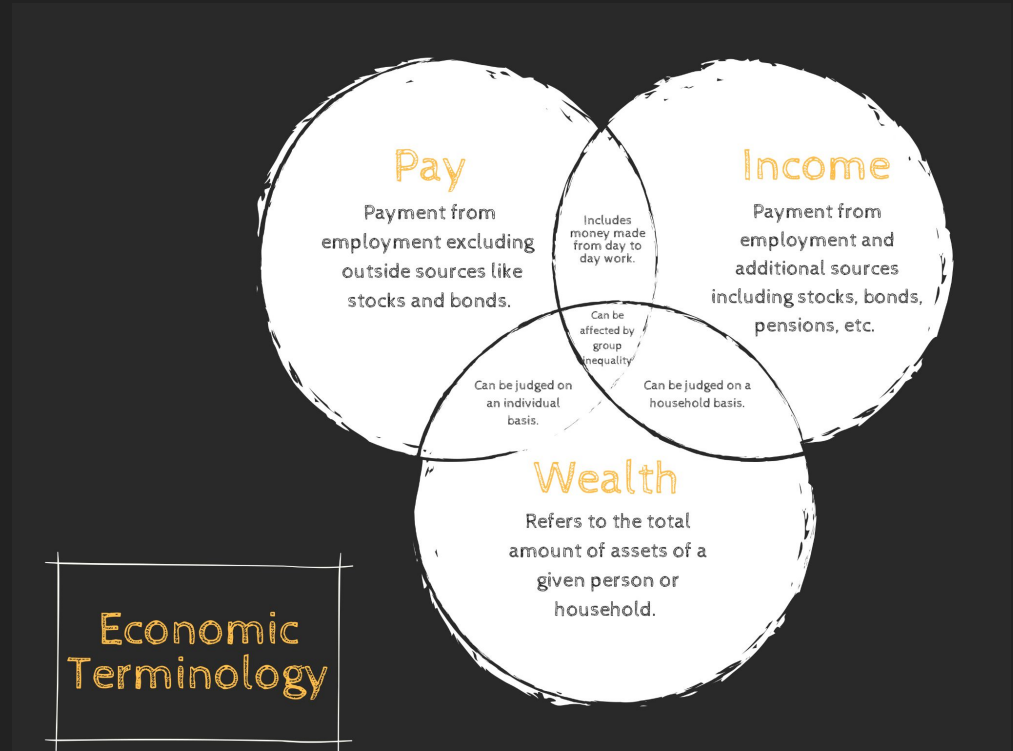 Pay
Payment from
employment excluding
outside sources like
stocks and bonds.
Includes
money made
from day to
day work.
Income
Payment from
employment and
additional sources
including stocks, bonds,
pensions, etc.
Can be
affected by
group
inequality
Can be judged on
an individual
basis.
Can be judged on a
household basis.
Wealth
Refers to the total
amount of assets of a
given person or
household.
Economic
Terminology